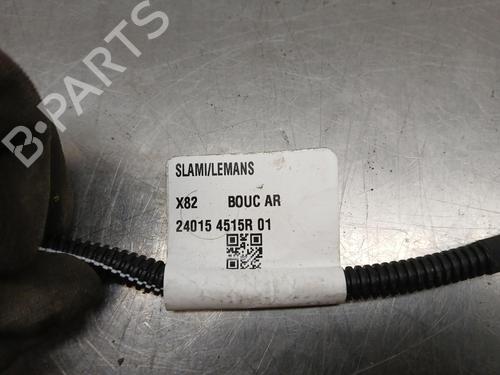 B-PARTS
SLAMI/LEMANS
X82 BOUC AR
24015 4515R 01